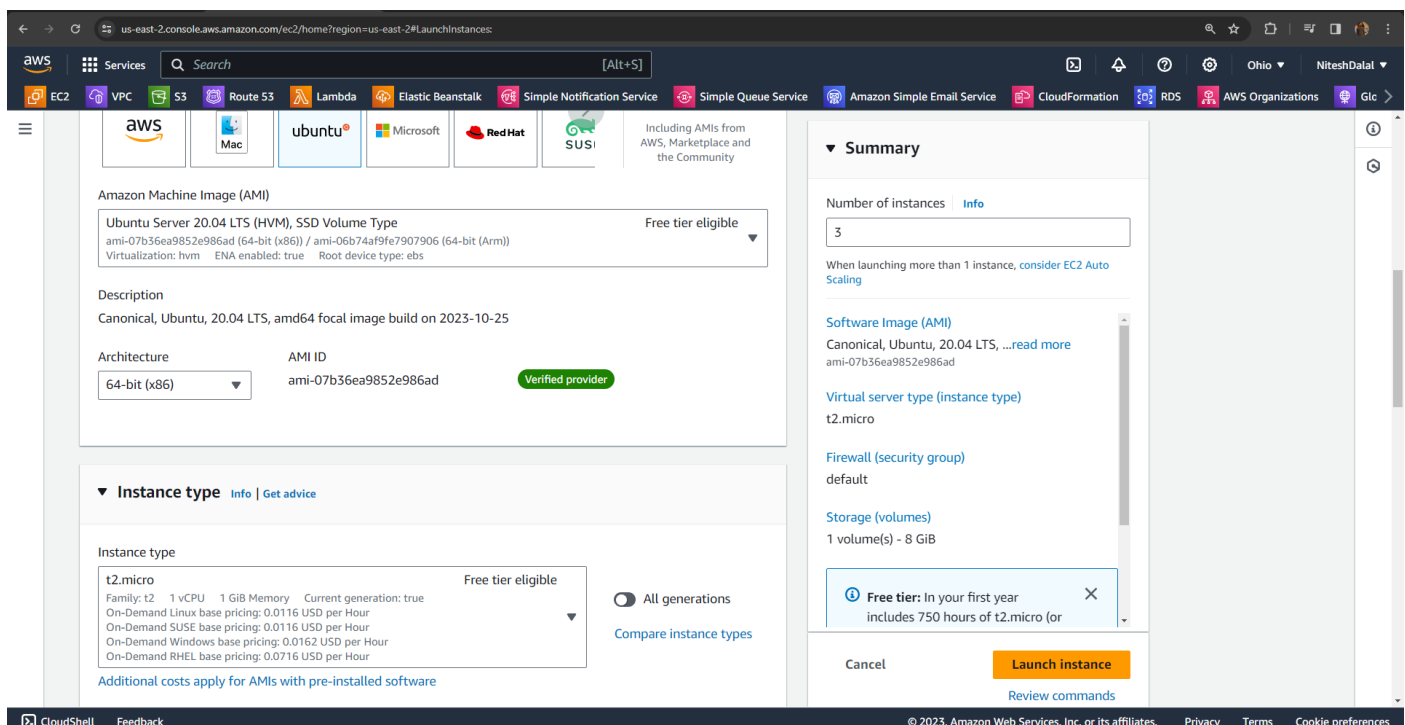 us-east-2.console.aws.amazon.com/ec2/home?region=us-east-2#LaunchInstances:
aws
Services
Search
[Alt+S]
Ohio
NiteshDalal
EC2
VPC
S3
Route 53
Lambda
Elastic Beanstalk
Simple Notification Service
Simple Queue Service
Amazon Simple Email Service
CloudFormation
RDS
AWS Organizations
Glc
aws
Mac
ubuntu
Microsoft
Red Hat
SUS
Including AMIs from
AWS, Marketplace and
the Community
Amazon Machine Image (AMI)
Ubuntu Server 20.04 LTS (HVM), SSD Volume Type
Free tier eligible
ami-07b36ea9852e986ad (64-bit (x86)) / ami-06b74af9fe7907906 (64-bit (Arm))
Virtualization: hvm ENA enabled: true Root device type: ebs
Description
Canonical, Ubuntu, 20.04 LTS, amd64 focal image build on 2023-10-25
Architecture
AMI ID
64-bit (x86)
ami-07b36ea9852e986ad
Verified provider
Instance type Info | Get advice
Instance type
t2.micro
Free tier eligible
Family: t2 1 vCPU 1 GiB Memory Current generation: true
On-Demand Linux base pricing: 0.0116 USD per Hour
On-Demand SUSE base pricing: 0.0116 USD per Hour
On-Demand Windows base pricing: 0.0162 USD per Hour
On-Demand RHEL base pricing: 0.0716 USD per Hour
All generations
Compare instance types
Additional costs apply for AMIs with pre-installed software
Summary
Number of instances Info
3
When launching more than 1 instance, consider EC2 Auto
Scaling
Software Image (AMI)
Canonical, Ubuntu, 20.04 LTS, ...read more
ami-07b36ea9852e986ad
Virtual server type (instance type)
t2.micro
Firewall (security group)
default
Storage (volumes)
1 volume(s) - 8 GiB
Free tier: In your first year
includes 750 hours of t2.micro (or
Cancel
Launch instance
Review commands
CloudShell
Feedback
© 2023, Amazon Web Services, Inc. or its affiliates.
Privacy
Terms
Cookie preferences